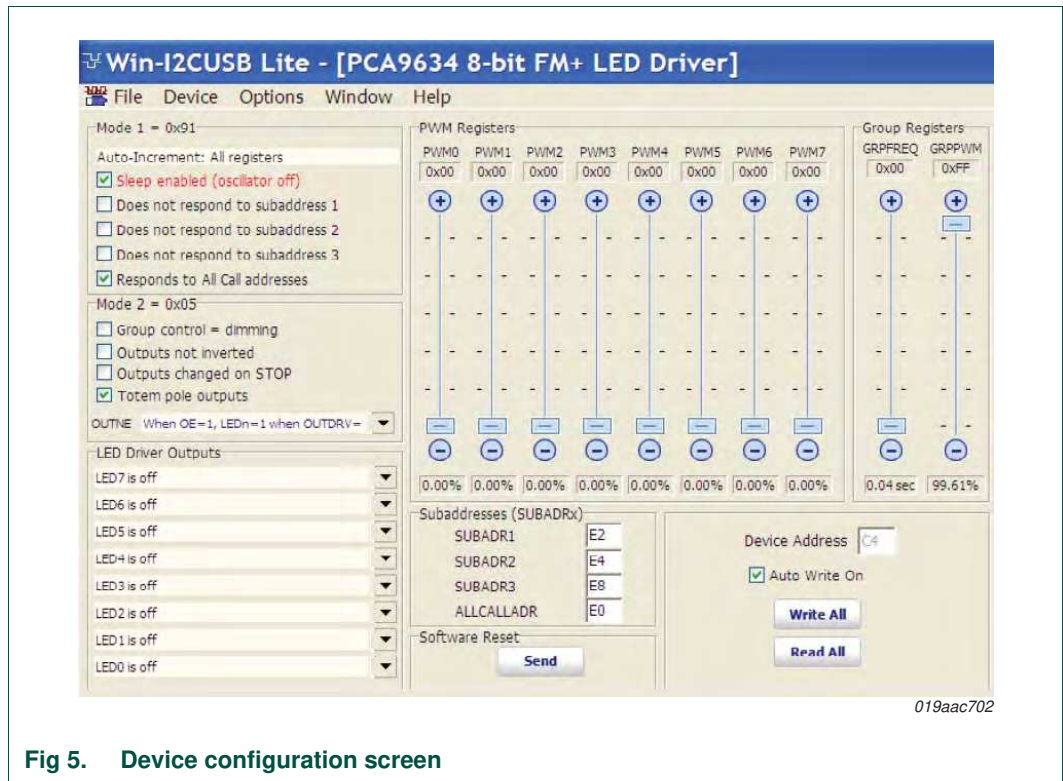 Win-I2CUSB Lite - [PCA9634 8-bit FM+ LED Driver]
File Device Options Window Help
Mode 1 = 0x91
Auto-Increment: All registers
Sleep enabled (oscillator off)
Does not respond to subaddress 1
Does not respond to subaddress 2
Does not respond to subaddress 3
Responds to All Call addresses
Mode 2 = 0x05
Group control = dimming
Outputs not inverted
Outputs changed on STOP
Totem pole outputs
OUTNE When OE=1, LEDn=1 when OUTDRV=
LED Driver Outputs
LED7 is off
LED6 is off
LED5 is off
LED4 is off
LED3 is off
LED2 is off
LED1 is off
LED0 is off
PWM Registers
PWM0 PWM1 PWM2 PWM3 PWM4 PWM5 PWM6 PWM7
0x00 0x00 0x00 0x00 0x00 0x00 0x00 0x00
0.00% 0.00% 0.00% 0.00% 0.00% 0.00% 0.00% 0.00%
Group Registers
GRPFREQ GRPPWM
0x00 0xFF
0.04 sec 99.61%
Subaddresses (SUBADRx)
SUBADR1 E2
SUBADR2 E4
SUBADR3 E8
ALLCALLADR E0
Software Reset
Send
Device Address C4
Auto Write On
Write All
Read All
019aac702
Fig 5. Device configuration screen